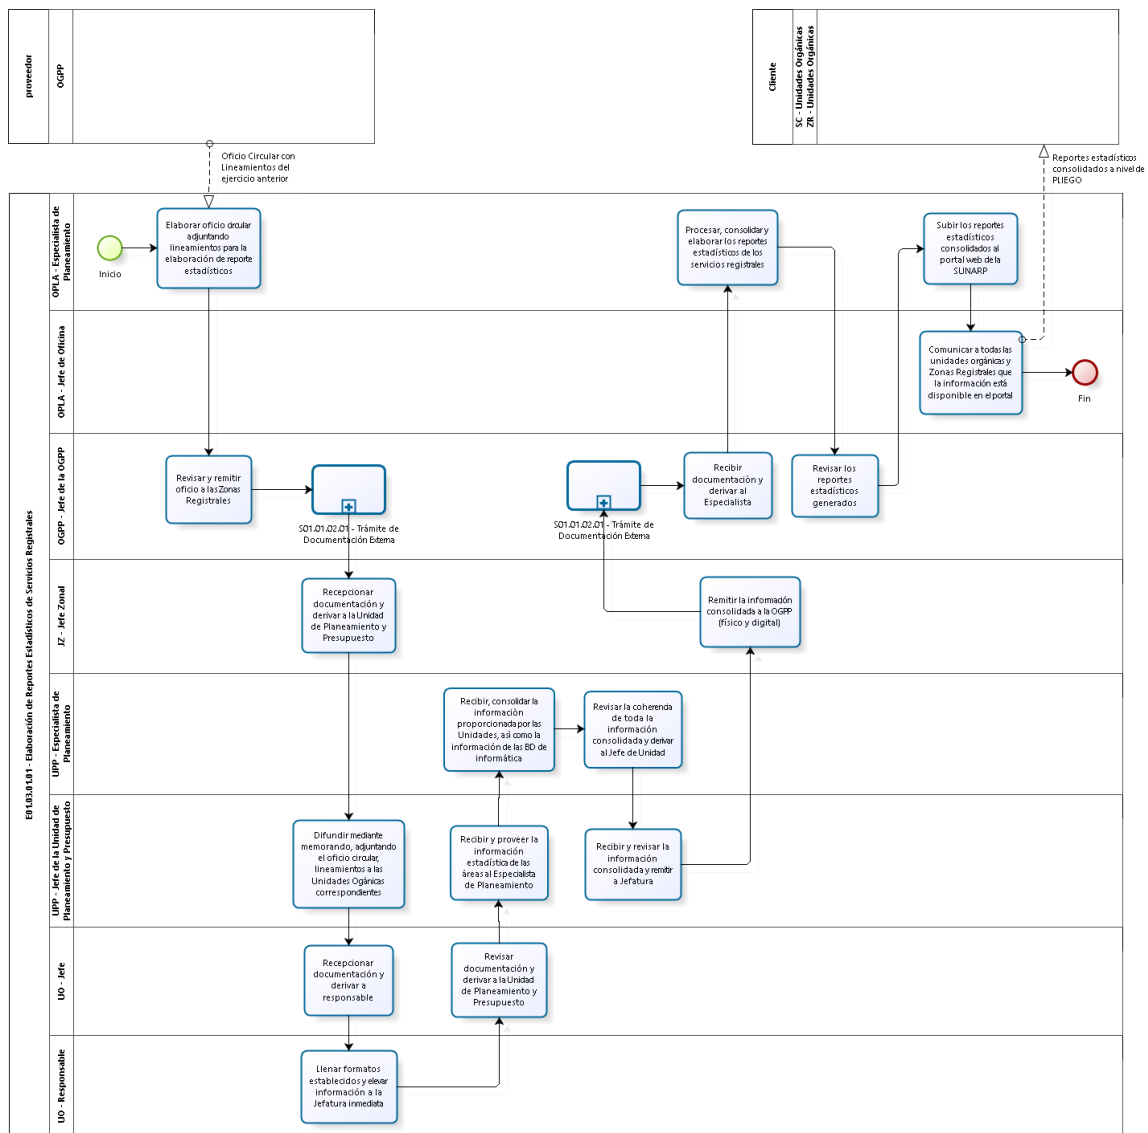 proveedor
OGPP
Cliente
SC - Unidades Orgánicas
ZR - Unidades Orgánicas
Oficio Circular con
Lineamientos del
ejercicio anterior
Reportes estadísticos
consolidados a nivel de
PLIEGO
E01.03.01.01 - Elaboración de Reportes Estadísticos de Servicios Registrales
OPLA - Especialista de
Planeamiento
Inicio
Elaborar oficio circular
adjuntando
lineamientos para la
elaboración de reporte
estadísticos
Procesar, consolidar y
elaborar los reportes
estadísticos de los
servicios registrales
Subir los reportes
estadísticos
consolidados al
portal web de la
SUNARP
OPLA - Jefe de Oficina
Comunicar a todas las
unidades orgánicas y
Zonas Registrales que
la información está
disponible en el portal
Fin
OGPP - Jefe de la OGPP
Revisar y remitir
oficio a las Zonas
Registrales
S01.01.02.01 - Trámite de
Documentación Externa
S01.01.02.01 - Trámite de
Documentación Externa
Recibir
documentaciòn y
derivar al
Especialista
Revisar los
reportes
estadísticos
generados
JZ - Jefe Zonal
Recepcionar
documentación y
derivar a la Unidad
de Planeamiento y
Presupuesto
Remitir la información
consolidada a la OGPP
(físico y digital)
UPP - Especialista de
Planeamiento
Recibir, consolidar la
informaciòn
proporcionada por las
Unidades, asì como la
información de las BD de
informática
Revisar la coherencia
de toda la
información
consolidada y derivar
al Jefe de Unidad
UPP - Jefe de la Unidad de
Planeamiento y Presupuesto
Difundir mediante
memorando, adjuntando
el oficio circular,
lineamientos a las
Unidades Ogánicas
correspondientes
Recibir y proveer la
información
estadística de las
áreas al Especialista
de Planeamiento
Recibir y revisar la
información
consolidada y remitir
a Jefatura
UO - Jefe
Recepcionar
documentación y
derivar a
responsable
Revisar
documentación y
derivar a la Unidad
de Planeamiento y
Presupuesto
UO - Responsable
Llenar formatos
establecidos y elevar
información a la
Jefatura inmediata